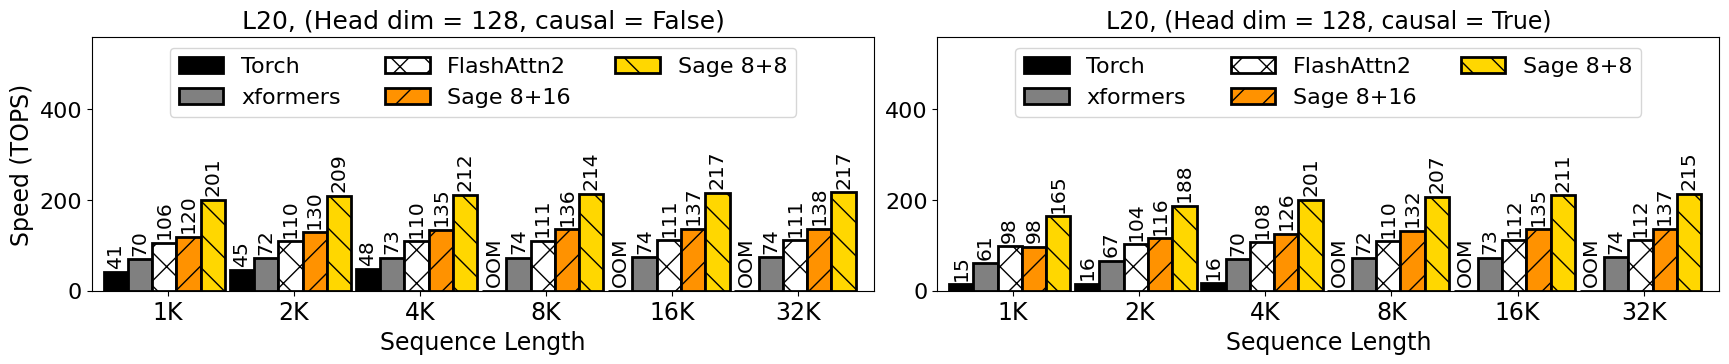 L20, (Head dim = 128, causal = False)
Torch
xformers
FlashAttn2
Sage 8+16
Sage 8+8
Speed (TOPS)
400
200
0
41 70 106 120 201
45 72 110 130 209
48 73 110 135 212
OOM 74 111 136 214
OOM 74 111 137 217
OOM 74 111 138 217
1K 2K 4K 8K 16K 32K
Sequence Length
L20, (Head dim = 128, causal = True)
Torch
xformers
FlashAttn2
Sage 8+16
Sage 8+8
400
200
0
15 61 98 98 165
16 67 104 116 188
16 70 108 126 201
OOM 72 110 132 207
OOM 73 112 135 211
OOM 74 112 137 215
1K 2K 4K 8K 16K 32K
Sequence Length